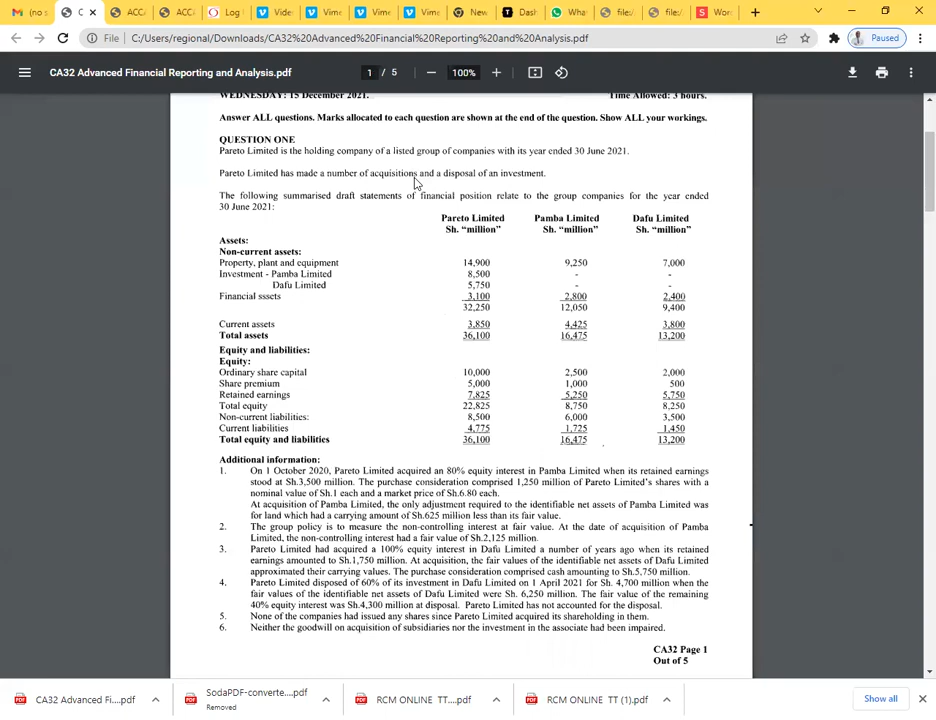 (no s
C
ACC/
ACC/
Log
Vide
Vime
Vime
Vime
New
Dash
Wha
file:/
file:/
Wor
File C:/Users/regional/Downloads/CA32%20Advanced%20Financial%20Reporting%20and%20Analysis.pdf
Paused
CA32 Advanced Financial Reporting and Analysis.pdf 1 / 5 100%
WEDNESDAY: 15 December 2021. Time Allowed: 3 hours.
Answer ALL questions. Marks allocated to each question are shown at the end of the question. Show ALL your workings.
QUESTION ONE
Pareto Limited is the holding company of a listed group of companies with its year ended 30 June 2021.
Pareto Limited has made a number of acquisitions and a disposal of an investment.
The following summarised draft statements of financial position relate to the group companies for the year ended
30 June 2021:
Pareto Limited Pamba Limited Dafu Limited
Sh. “million” Sh. “million” Sh. “million”
Assets:
Non-current assets:
Property, plant and equipment 14,900 9,250 7,000
Investment - Pamba Limited 8,500 - -
Dafu Limited 5,750 - -
Financial sssets 3,100 2,800 2,400
32,250 12,050 9,400
Current assets 3,850 4,425 3,800
Total assets 36,100 16,475 13,200
Equity and liabilities:
Equity:
Ordinary share capital 10,000 2,500 2,000
Share premium 5,000 1,000 500
Retained earnings 7,825 5,250 5,750
Total equity 22,825 8,750 8,250
Non-current liabilities: 8,500 6,000 3,500
Current liabilities 4,775 1,725 1,450
Total equity and liabilities 36,100 16,475 13,200
Additional information:
1. On 1 October 2020, Pareto Limited acquired an 80% equity interest in Pamba Limited when its retained earnings
stood at Sh.3,500 million. The purchase consideration comprised 1,250 million of Pareto Limited’s shares with a
nominal value of Sh.1 each and a market price of Sh.6.80 each.
At acquisition of Pamba Limited, the only adjustment required to the identifiable net assets of Pamba Limited was
for land which had a carrying amount of Sh.625 million less than its fair value.
2. The group policy is to measure the non-controlling interest at fair value. At the date of acquisition of Pamba
Limited, the non-controlling interest had a fair value of Sh.2,125 million.
3. Pareto Limited had acquired a 100% equity interest in Dafu Limited a number of years ago when its retained
earnings amounted to Sh.1,750 million. At acquisition, the fair values of the identifiable net assets of Dafu Limited
approximated their carrying values. The purchase consideration comprised cash amounting to Sh.5,750 million.
4. Pareto Limited disposed of 60% of its investment in Dafu Limited on 1 April 2021 for Sh. 4,700 million when the
fair values of the identifiable net assets of Dafu Limited were Sh. 6,250 million. The fair value of the remaining
40% equity interest was Sh.4,300 million at disposal. Pareto Limited has not accounted for the disposal.
5. None of the companies had issued any shares since Pareto Limited acquired its shareholding in them.
6. Neither the goodwill on acquisition of subsidiaries nor the investment in the associate had been impaired.
CA32 Page 1
Out of 5
CA32 Advanced Fi....pdf
SodaPDF-converte....pdf
Removed
RCM ONLINE TT....pdf
RCM ONLINE TT (1).pdf
Show all